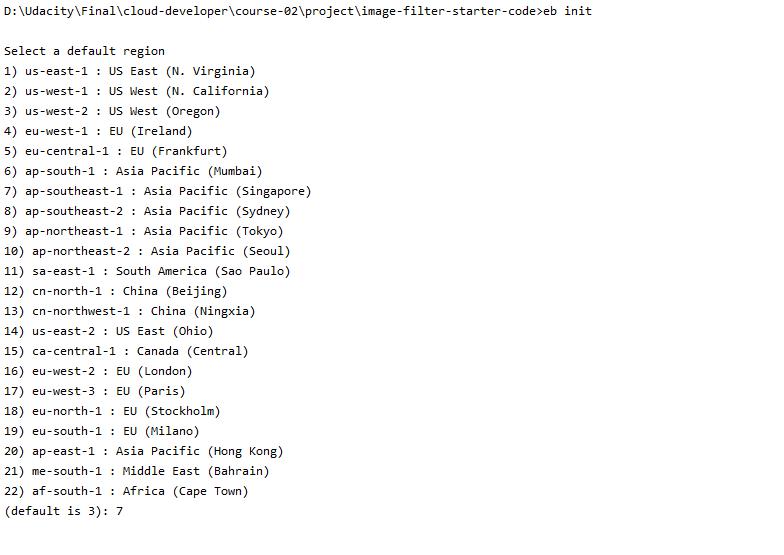 D:\Udacity\Final\cloud-developer\course-02\project\image-filter-starter-code>eb init
Select a default region
1) us-east-1 : US East (N. Virginia)
2) us-west-1 : US West (N. California)
3) us-west-2 : US West (Oregon)
4) eu-west-1 : EU (Ireland)
5) eu-central-1 : EU (Frankfurt)
6) ap-south-1 : Asia Pacific (Mumbai)
7) ap-southeast-1 : Asia Pacific (Singapore)
8) ap-southeast-2 : Asia Pacific (Sydney)
9) ap-northeast-1 : Asia Pacific (Tokyo)
10) ap-northeast-2 : Asia Pacific (Seoul)
11) sa-east-1 : South America (Sao Paulo)
12) cn-north-1 : China (Beijing)
13) cn-northwest-1 : China (Ningxia)
14) us-east-2 : US East (Ohio)
15) ca-central-1 : Canada (Central)
16) eu-west-2 : EU (London)
17) eu-west-3 : EU (Paris)
18) eu-north-1 : EU (Stockholm)
19) eu-south-1 : EU (Milano)
20) ap-east-1 : Asia Pacific (Hong Kong)
21) me-south-1 : Middle East (Bahrain)
22) af-south-1 : Africa (Cape Town)
(default is 3): 7